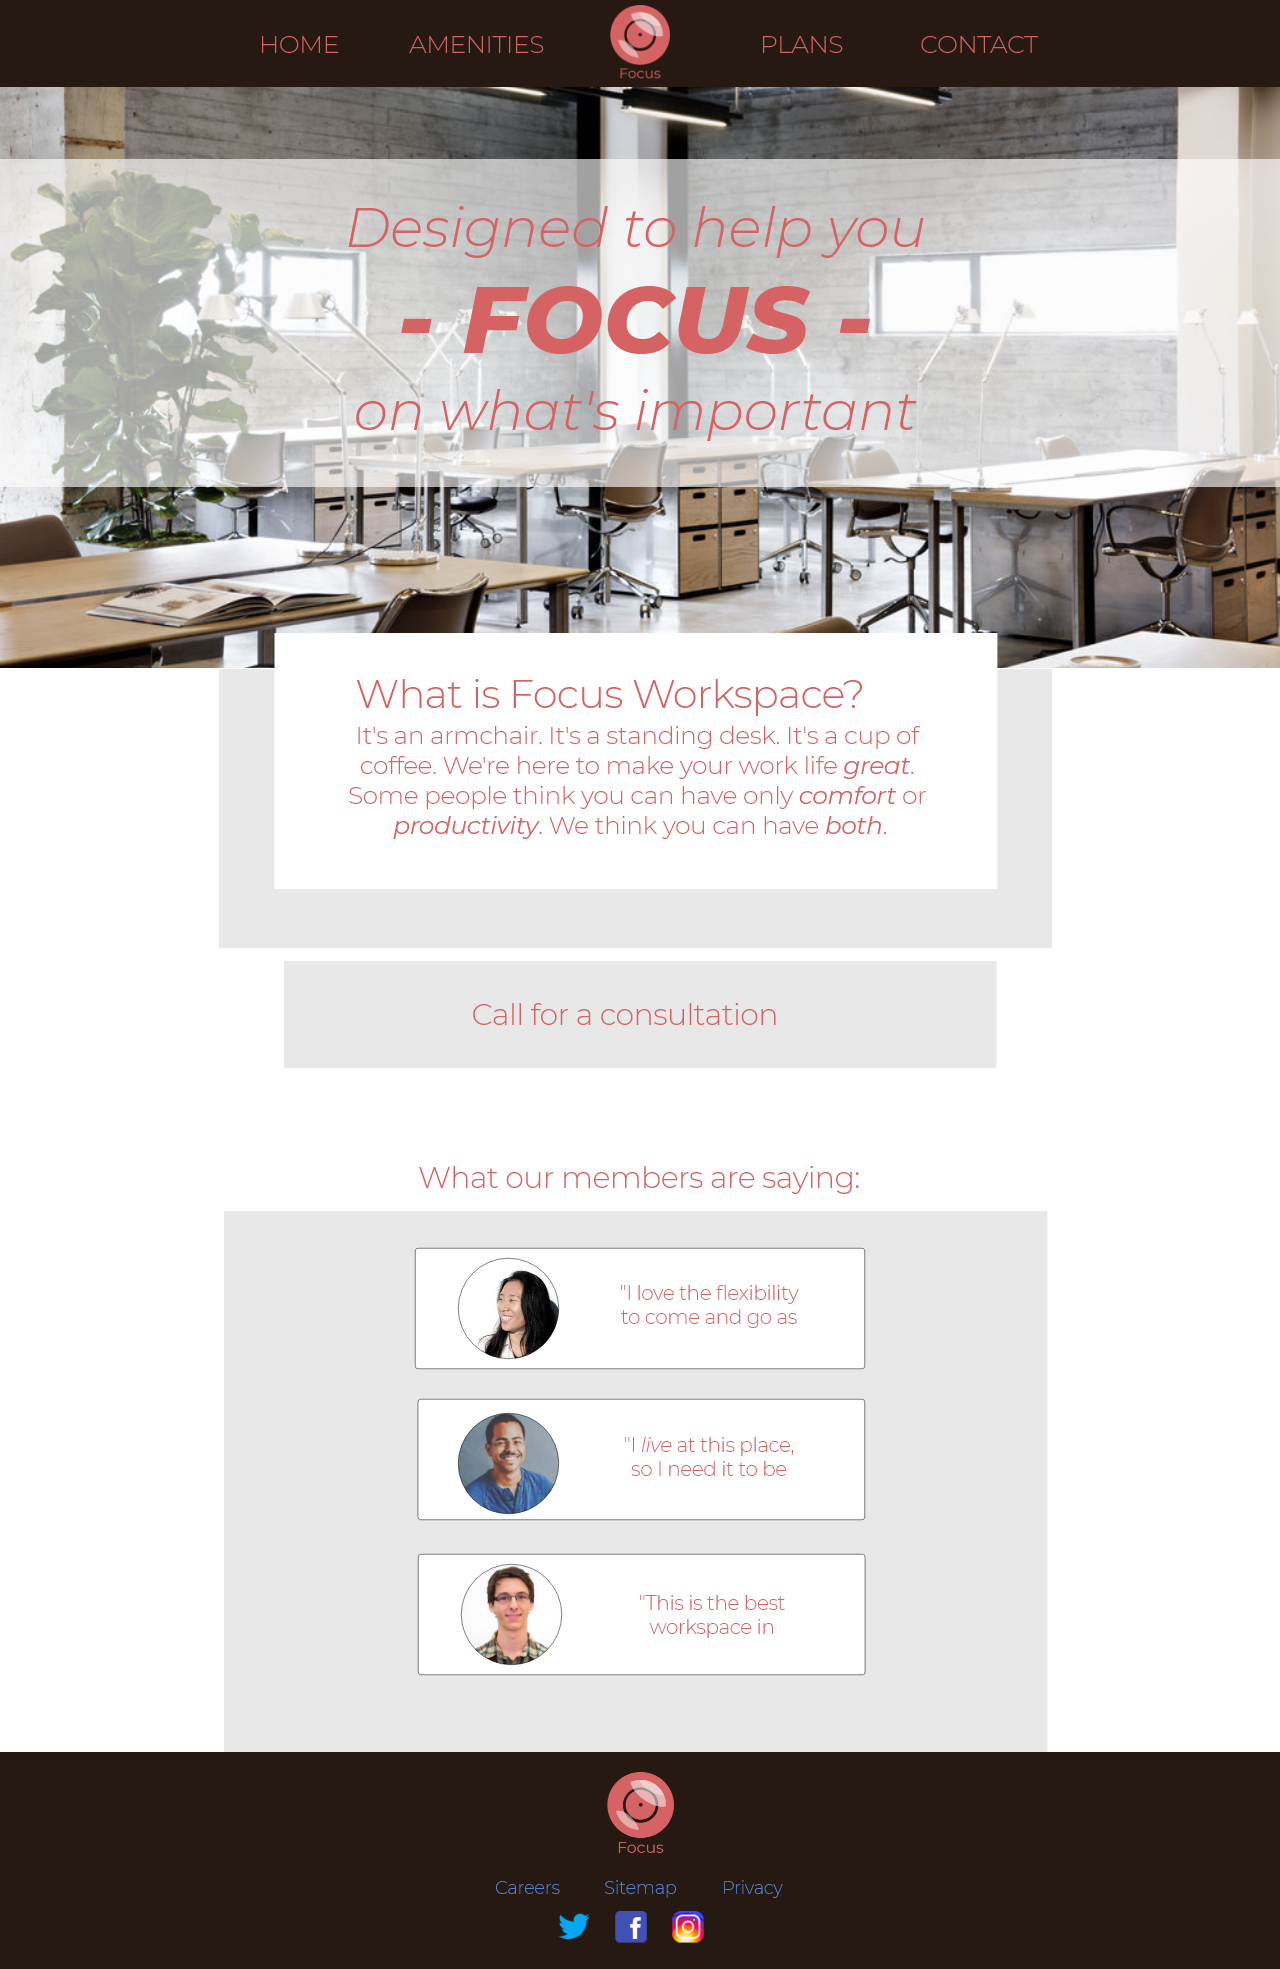 HOME AMENITIES Focus PLANS CONTACT
Designed to help you
- FOCUS -
on what's important
What is Focus Workspace?
It's an armchair. It's a standing desk. It's a cup of
coffee. We're here to make your work life great.
Some people think you can have only comfort or
productivity. We think you can have both.
Call for a consultation
What our members are saying:
"I love the flexibility
to come and go as
"I live at this place,
so I need it to be
"This is the best
workspace in
Focus
Careers Sitemap Privacy